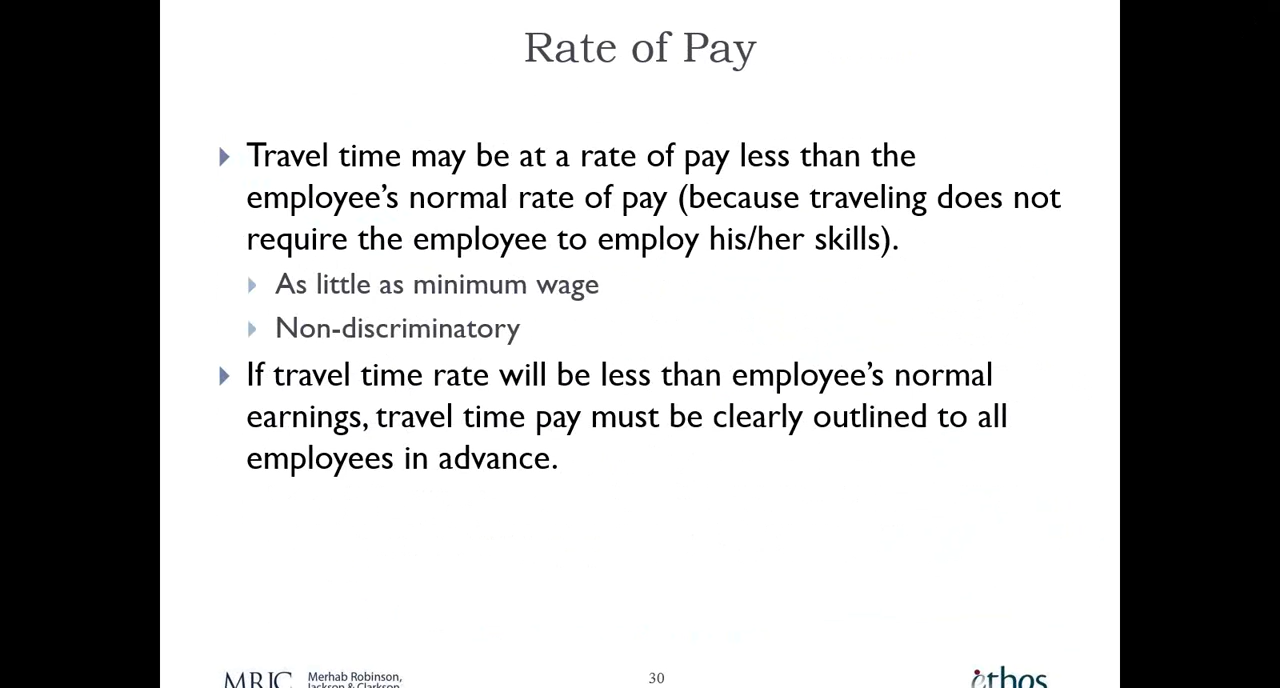 Rate of Pay
Travel time may be at a rate of pay less than the
employee's normal rate of pay (because traveling does not
require the employee to employ his/her skills).
As little as minimum wage
Non-discriminatory
If travel time rate will be less than employee's normal
earnings, travel time pay must be clearly outlined to all
employees in advance.
MRJC
Merhab Robinson,
Jackson & Clarkson
30
ethos